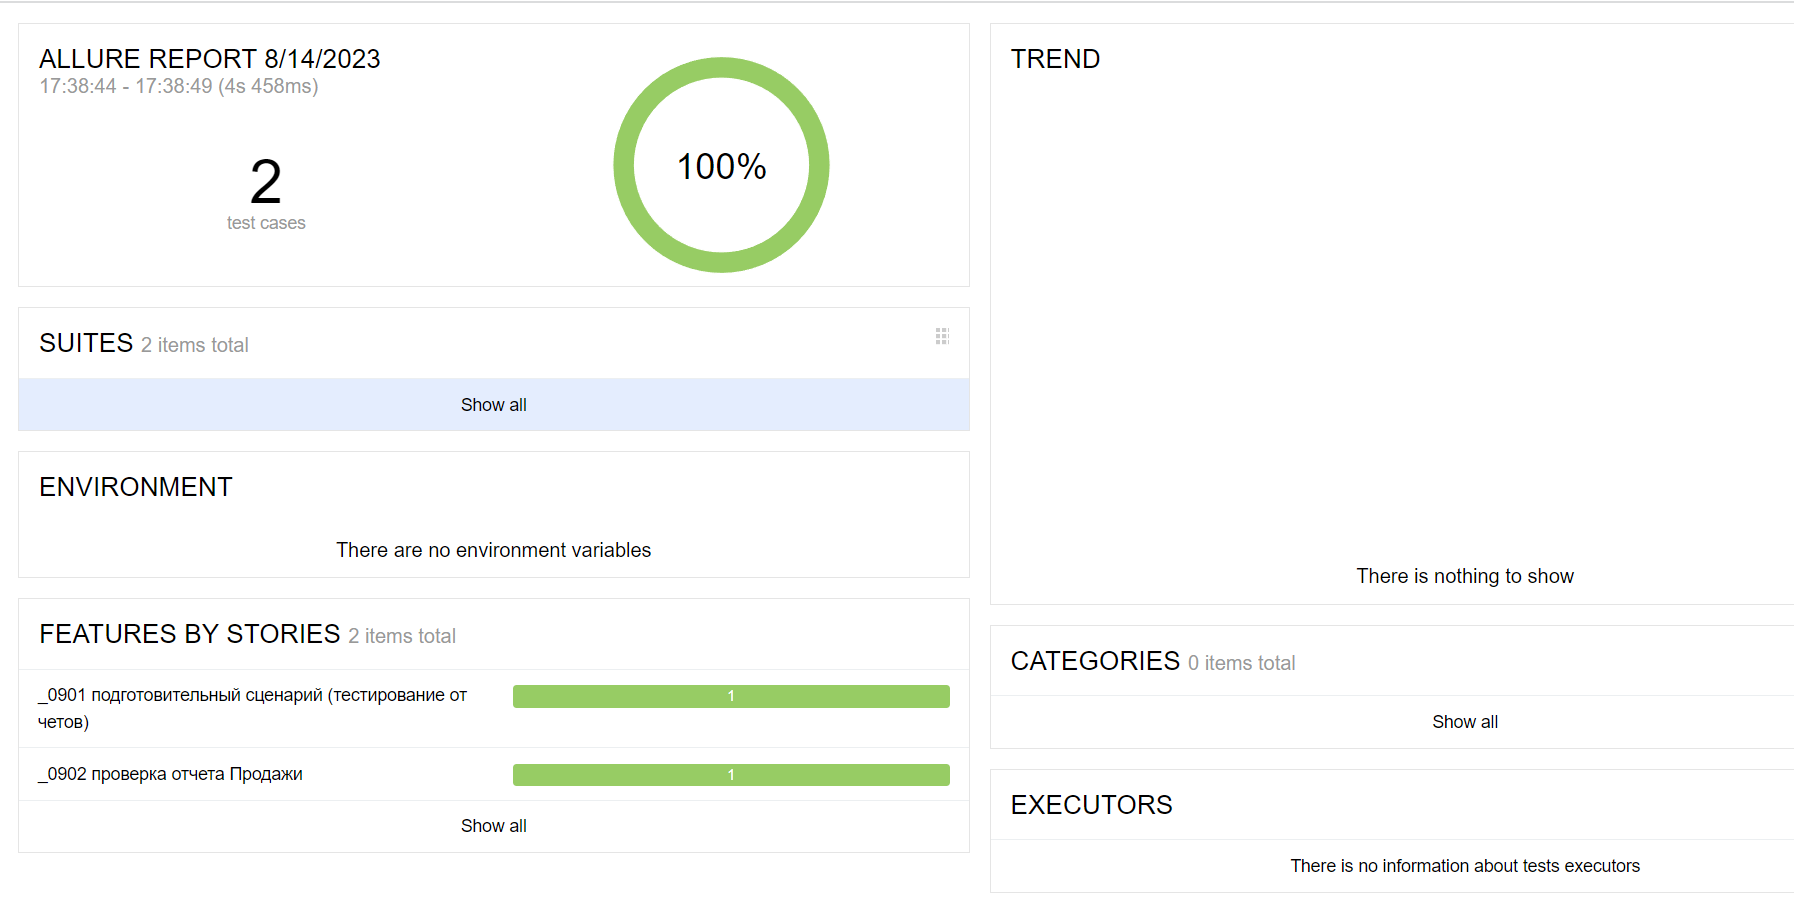 ALLURE REPORT 8/14/2023
17:38:44 - 17:38:49 (4s 458ms)
2
test cases
100%
SUITES 2 items total
Show all
ENVIRONMENT
There are no environment variables
FEATURES BY STORIES 2 items total
_0901 подготовительный сценарий (тестирование от
четов)
1
_0902 проверка отчета Продажи
1
Show all
TREND
There is nothing to show
CATEGORIES 0 items total
Show all
EXECUTORS
There is no information about tests executors